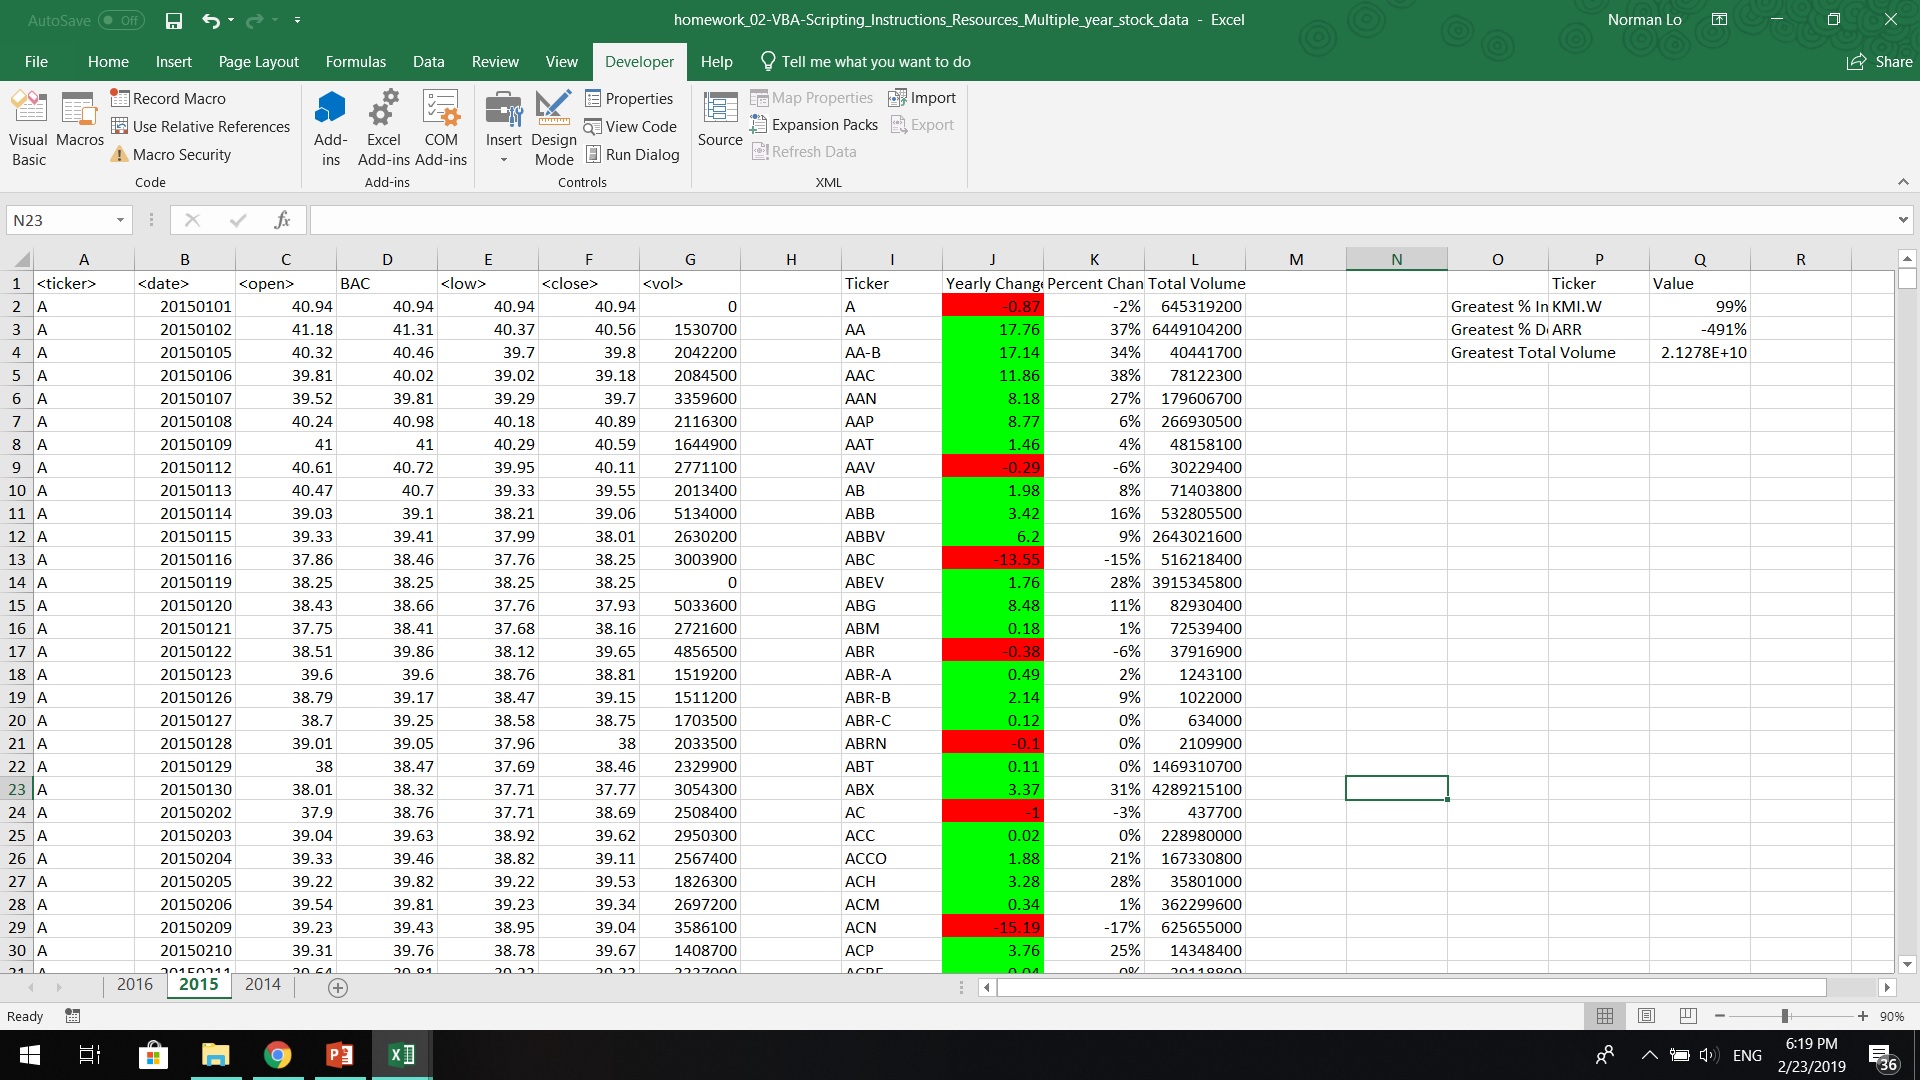 AutoSave Off homework_02-VBA-Scripting_Instructions_Resources_Multiple_year_stock_data - Excel Norman Lo
File Home Insert Page Layout Formulas Data Review View Developer Help Tell me what you want to do Share
Visual Basic Macros Record Macro Use Relative References Macro Security Add-ins Excel Add-ins COM Add-ins Insert Design Mode Properties View Code Run Dialog Source Map Properties Expansion Packs Refresh Data Import Export
Code Add-ins Controls XML
N23 fx
A B C D E F G H I J K L M N O P Q R
1 <ticker> <date> <open> BAC <low> <close> <vol> Ticker Yearly Change Percent Chan Total Volume Ticker Value
2 A 20150101 40.94 40.94 40.94 40.94 0 A -0.87 -2% 645319200 Greatest % In KMI.W 99%
3 A 20150102 41.18 41.31 40.37 40.56 1530700 AA 17.76 37% 6449104200 Greatest % D ARR -491%
4 A 20150105 40.32 40.46 39.7 39.8 2042200 AA-B 17.14 34% 40441700 Greatest Total Volume 2.1278E+10
5 A 20150106 39.81 40.02 39.02 39.18 2084500 AAC 11.86 38% 78122300
6 A 20150107 39.52 39.81 39.29 39.7 3359600 AAN 8.18 27% 179606700
7 A 20150108 40.24 40.98 40.18 40.89 2116300 AAP 8.77 6% 266930500
8 A 20150109 41 41 40.29 40.59 1644900 AAT 1.46 4% 48158100
9 A 20150112 40.61 40.72 39.95 40.11 2771100 AAV -0.29 -6% 30229400
10 A 20150113 40.47 40.7 39.33 39.55 2013400 AB 1.98 8% 71403800
11 A 20150114 39.03 39.1 38.21 39.06 5134000 ABB 3.42 16% 532805500
12 A 20150115 39.33 39.41 37.99 38.01 2630200 ABBV 6.2 9% 2643021600
13 A 20150116 37.86 38.46 37.76 38.25 3003900 ABC -13.55 -15% 516218400
14 A 20150119 38.25 38.25 38.25 38.25 0 ABEV 1.76 28% 3915345800
15 A 20150120 38.43 38.66 37.76 37.93 5033600 ABG 8.48 11% 82930400
16 A 20150121 37.75 38.41 37.68 38.16 2721600 ABM 0.18 1% 72539400
17 A 20150122 38.51 39.86 38.12 39.65 4856500 ABR -0.38 -6% 37916900
18 A 20150123 39.6 39.6 38.76 38.81 1519200 ABR-A 0.49 2% 1243100
19 A 20150126 38.79 39.17 38.47 39.15 1511200 ABR-B 2.14 9% 1022000
20 A 20150127 38.7 39.25 38.58 38.75 1703500 ABR-C 0.12 0% 634000
21 A 20150128 39.01 39.05 37.96 38 2033500 ABRN -0.1 0% 2109900
22 A 20150129 38 38.47 37.69 38.46 2329900 ABT 0.11 0% 1469310700
23 A 20150130 38.01 38.32 37.71 37.77 3054300 ABX 3.37 31% 4289215100
24 A 20150202 37.9 38.76 37.71 38.69 2508400 AC -1 -3% 437700
25 A 20150203 39.04 39.63 38.92 39.62 2950300 ACC 0.02 0% 228980000
26 A 20150204 39.33 39.46 38.82 39.11 2567400 ACCO 1.88 21% 167330800
27 A 20150205 39.22 39.82 39.22 39.53 1826300 ACH 3.28 28% 35801000
28 A 20150206 39.54 39.81 39.23 39.34 2697200 ACM 0.34 1% 362299600
29 A 20150209 39.23 39.43 38.95 39.04 3586100 ACN -15.19 -17% 625655000
30 A 20150210 39.31 39.76 38.78 39.67 1408700 ACP 3.76 25% 14348400
2016 2015 2014
Ready 90%
ENG 6:19 PM
2/23/2019 36